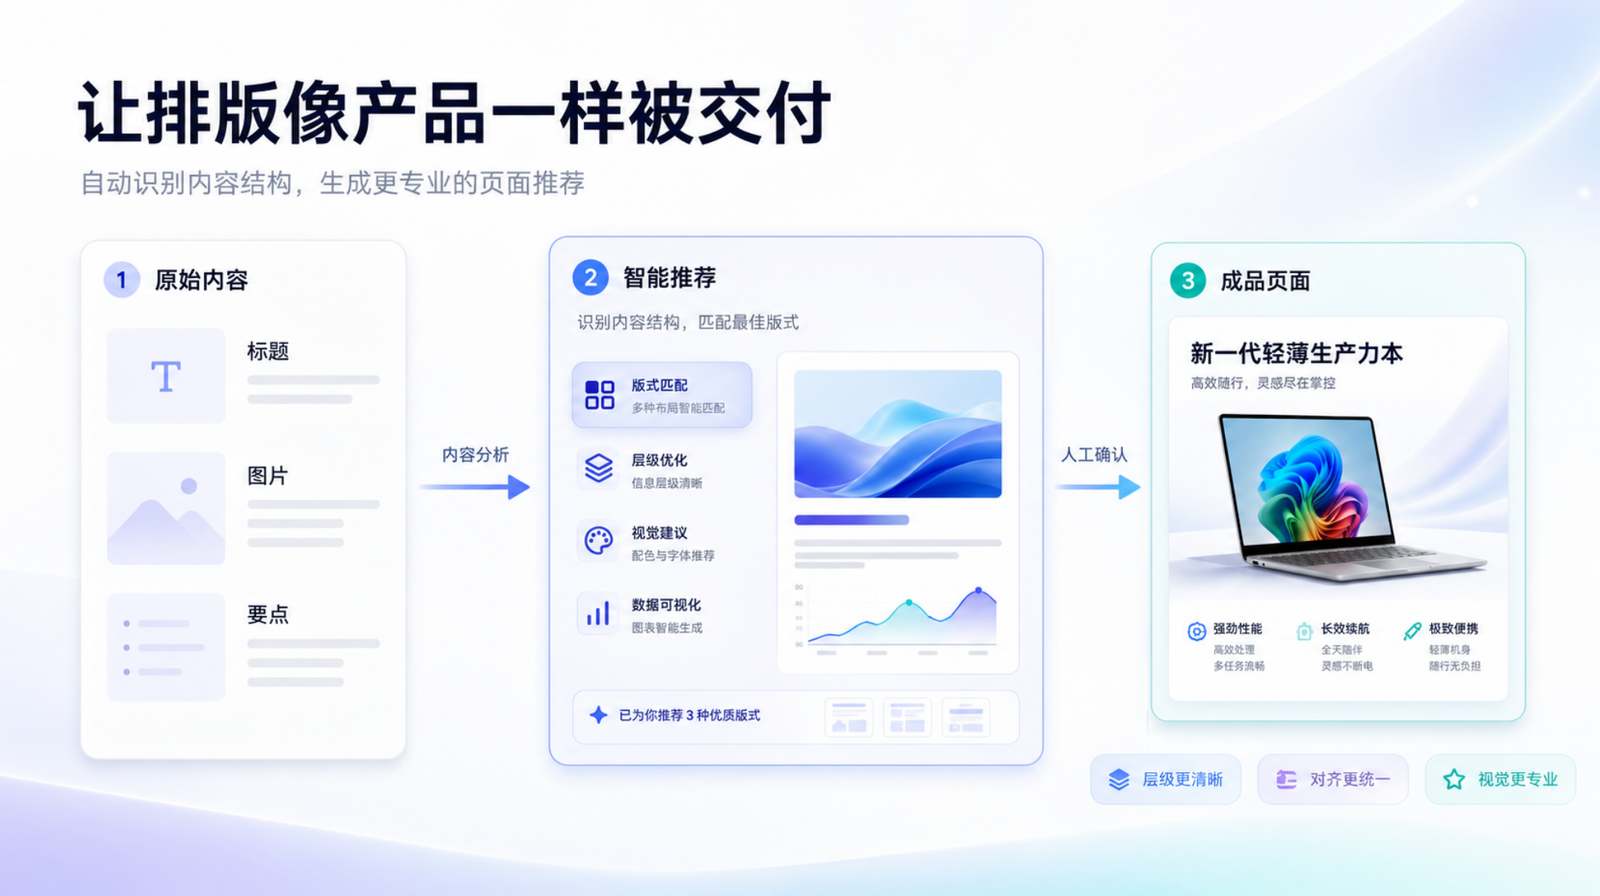 让排版像产品一样被交付
自动识别内容结构，生成更专业的页面推荐
1 原始内容
T
标题
图片
要点
内容分析
2 智能推荐
识别内容结构，匹配最佳版式
版式匹配
多种布局智能匹配
层级优化
信息层级清晰
视觉建议
配色与字体推荐
数据可视化
图表智能生成
已为你推荐 3 种优质版式
人工确认
3 成品页面
新一代轻薄生产力本
高效随行，灵感尽在掌控
强劲性能
高效处理
多任务流畅
长效续航
全天陪伴
灵感不断电
极致便携
轻薄机身
随行无负担
层级更清晰
对齐更统一
视觉更专业